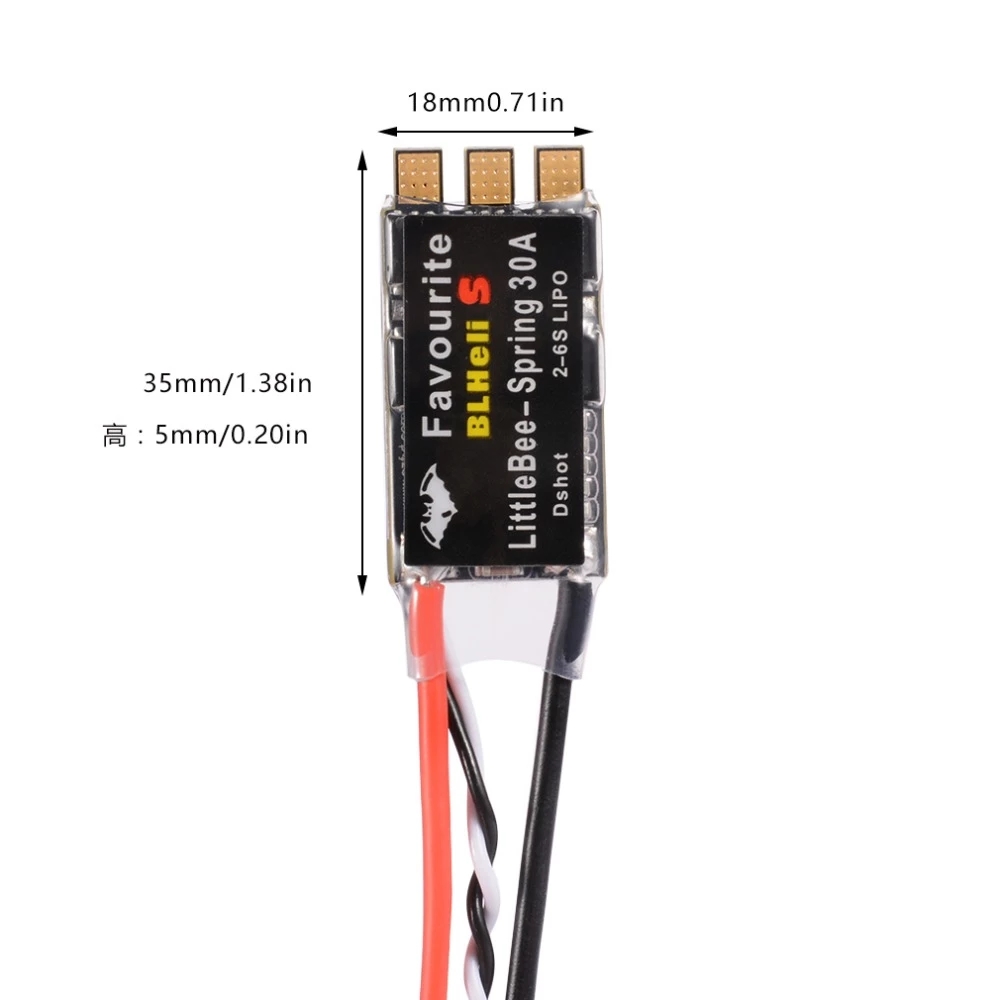 18mm0.71in
35mm/1.38in
高：5mm/0.20in
Favourite
BLHeli S
LittleBee-Spring 30A
Dshot 2-6S LIPO